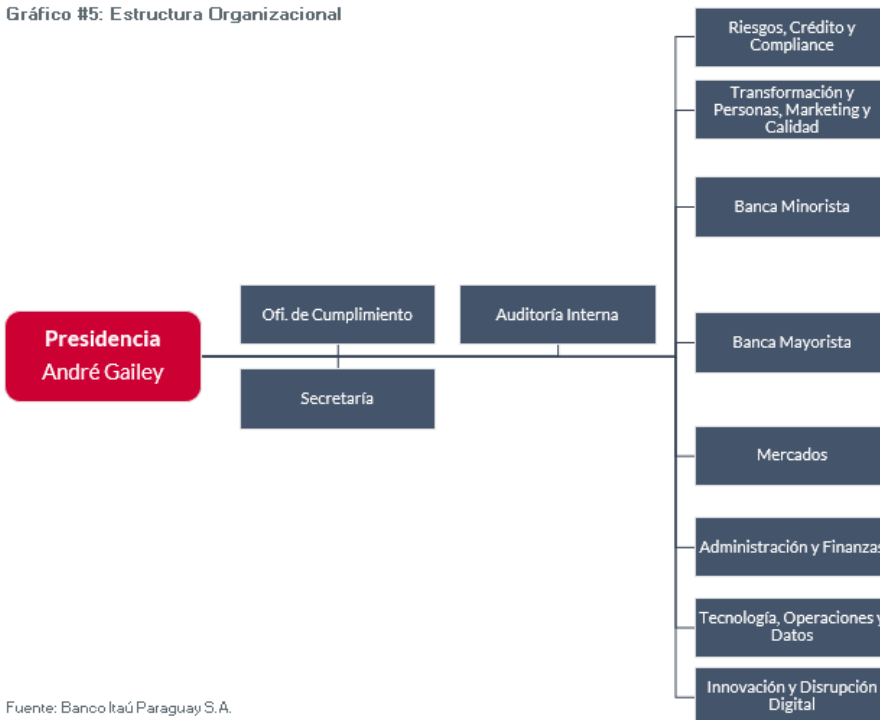 Gráfico #5: Estructura Organizacional
Riesgos, Crédito y
Compliance
Transformación y
Personas, Marketing y
Calidad
Banca Minorista
Ofi. de Cumplimiento
Auditoría Interna
Presidencia
André Gailey
Banca Mayorista
Secretaría
Mercados
Administración y Finanzas
Tecnología, Operaciones y
Datos
Innovación y Disrupción
Digital
Fuente: Banco Itaú Paraguay S.A.